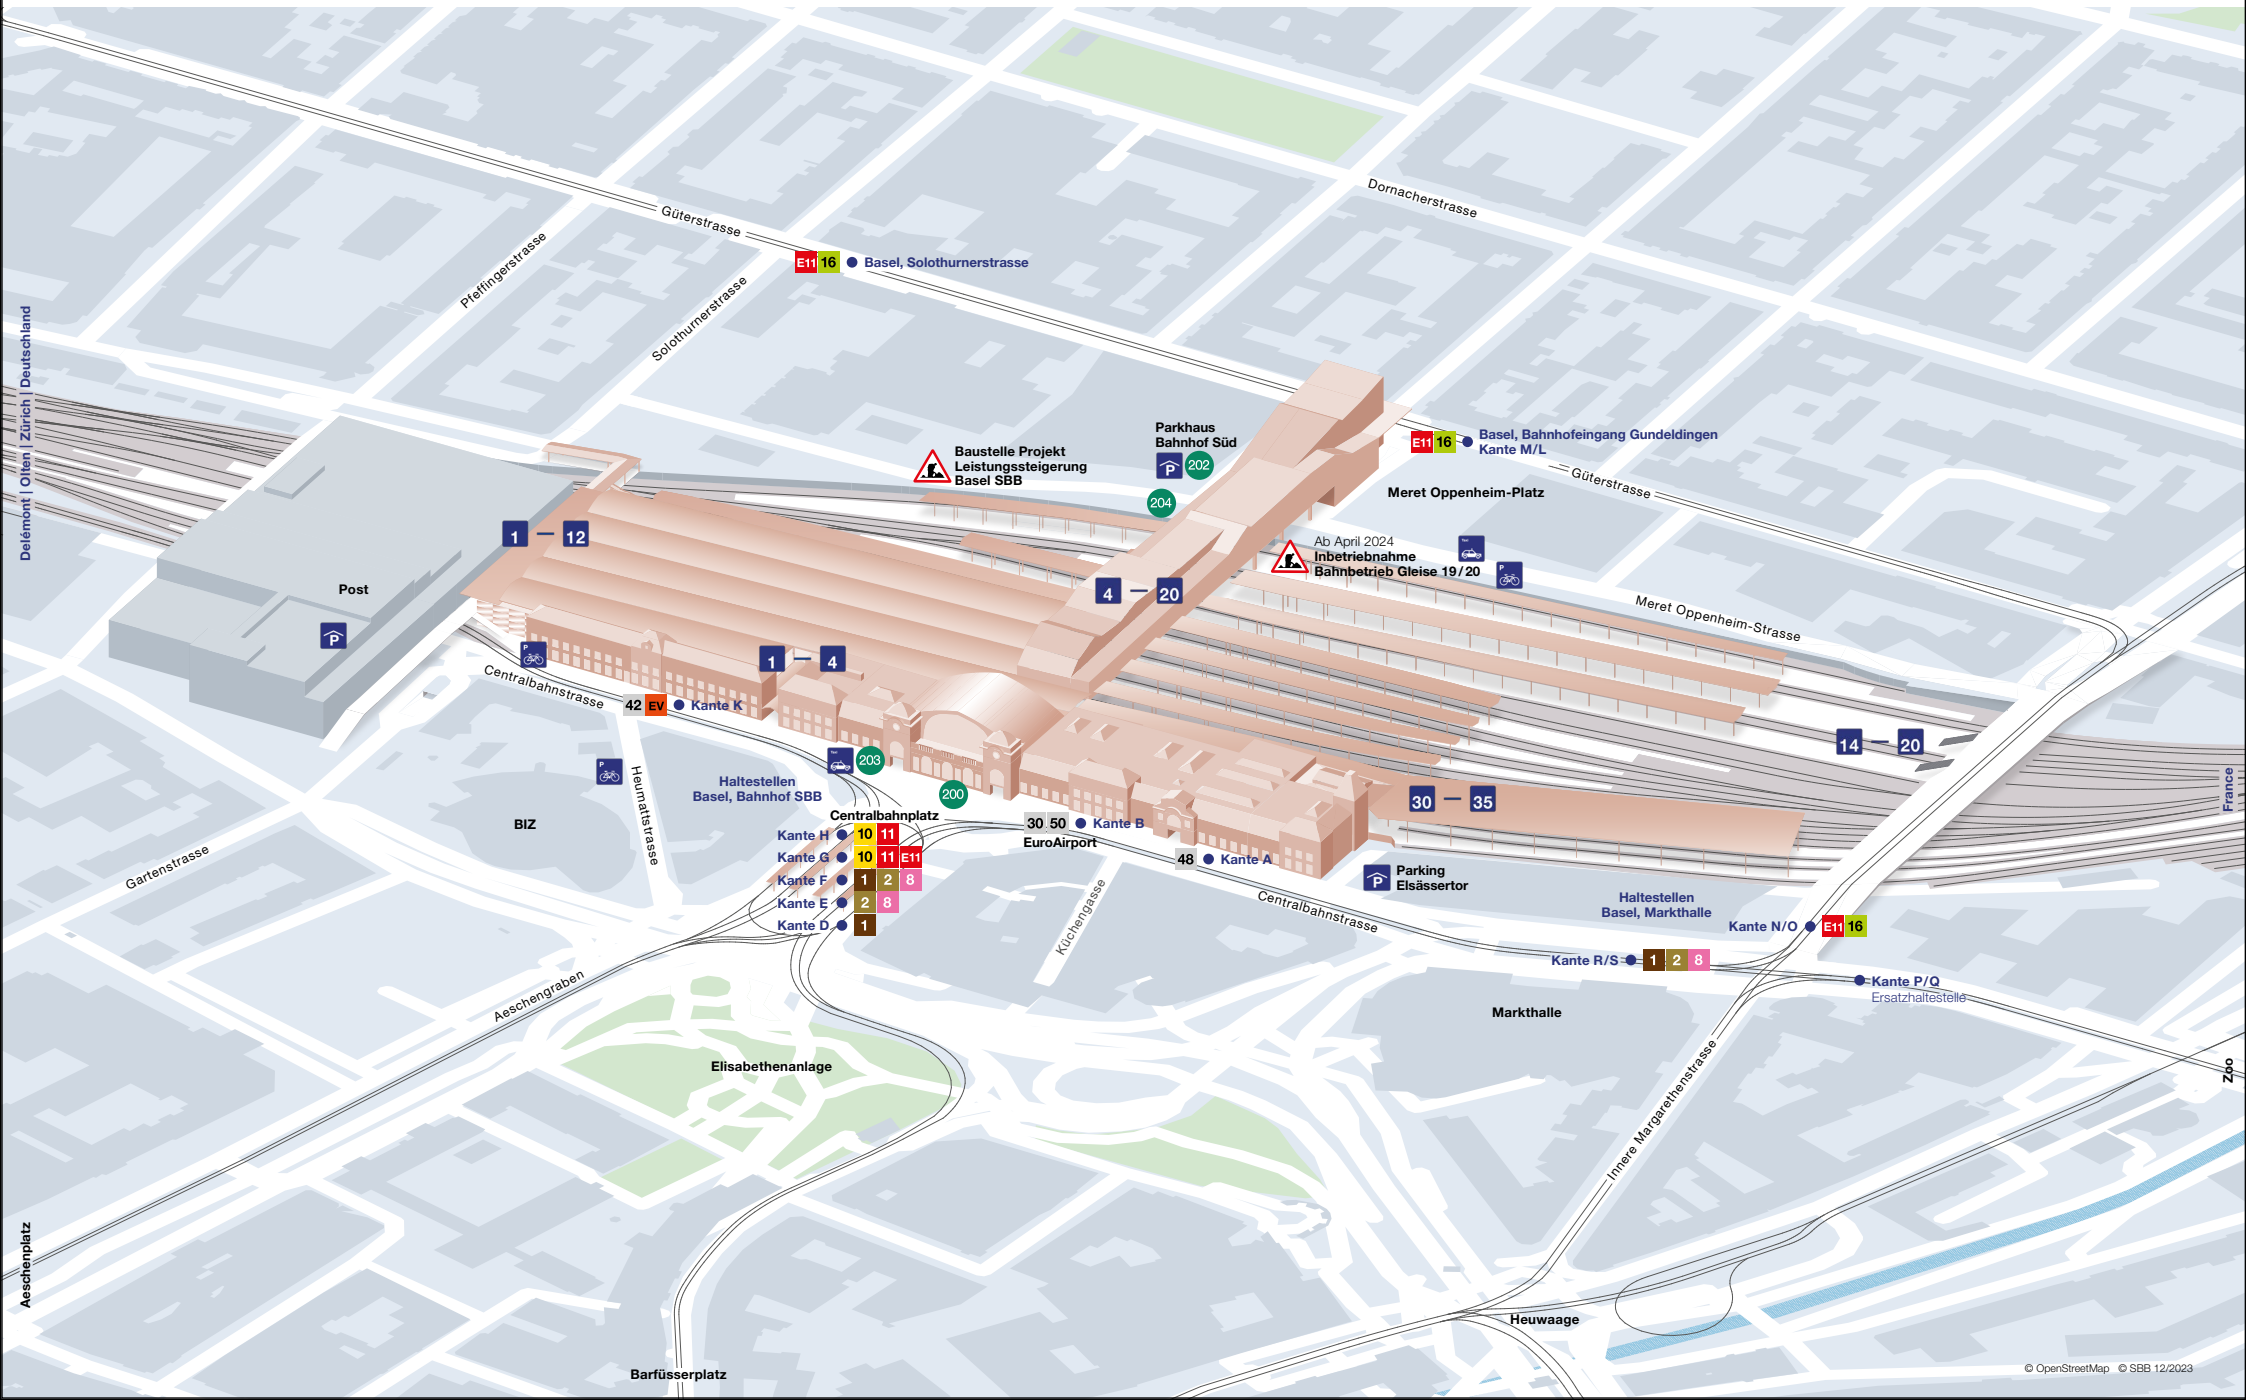 Dornacherstrasse
Güterstrasse
Pfeffingerstrasse
Solothurnerstrasse
E11 16 Basel, Solothurnerstrasse
Delémont | Olten | Zürich | Deutschland
Parkhaus
Bahnhof Süd
P 202
204
Baustelle Projekt
Leistungssteigerung
Basel SBB
E11 16 Basel, Bahnhofeingang Gundeldingen
Kante M/L
Güterstrasse
Meret Oppenheim-Platz
1 — 12
Ab April 2024
Inbetriebnahme
Bahnbetrieb Gleise 19/20
Taxi
P
4 — 20
Meret Oppenheim-Strasse
Post
P
P
1 — 4
Centralbahnstrasse
42 EV Kante K
14 — 20
France
Taxi 203
P
Heumattstrasse
Haltestellen
Basel, Bahnhof SBB
200
30 — 35
BIZ
Centralbahnplatz
Kante H 10 11
Kante G 10 11 E11
Kante F 1 2 8
Kante E 2 8
Kante D 1
30 50 Kante B
EuroAirport
48 Kante A
P Parking
Elsässertor
Gartenstrasse
Küchengasse
Centralbahnstrasse
Haltestellen
Basel, Markthalle
Kante N/O E11 16
Kante R/S 1 2 8
Kante P/Q
Ersatzhaltestelle
Aeschengraben
Markthalle
Elisabethenanlage
Zoo
Innere Margarethenstrasse
Aeschenplatz
Heuwaage
Barfüsserplatz
© OpenStreetMap © SBB 12/2023